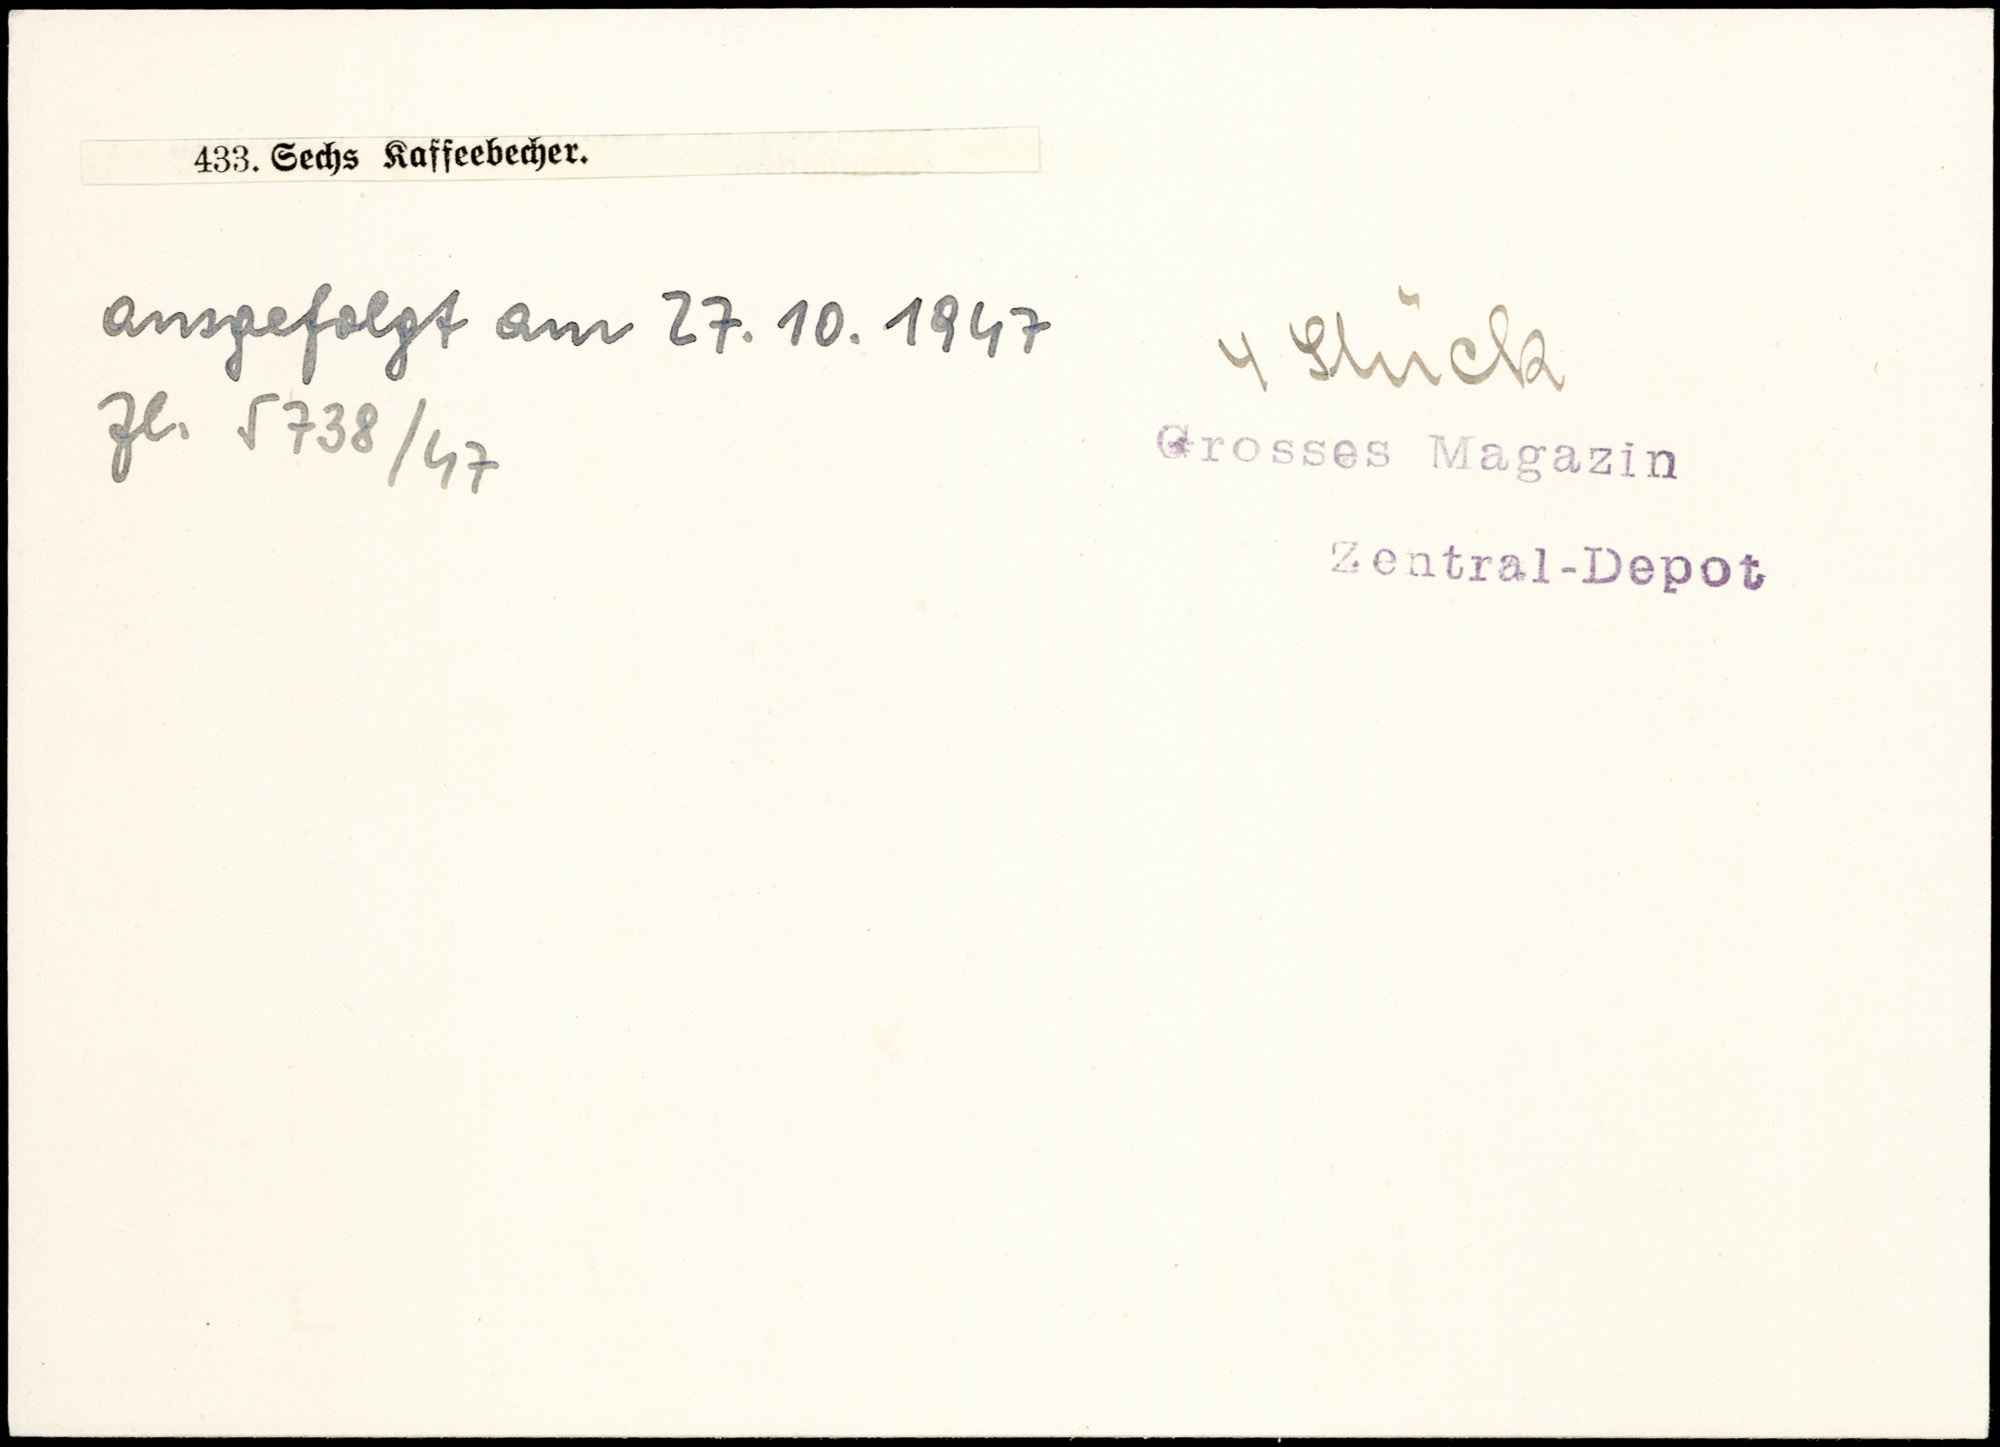 433. Sechs Kaffeebecher.
ausgefolgt am 27. 10. 1947
Zl. 5738/47
4 Stück
Grosses Magazin
Zentral-Depot